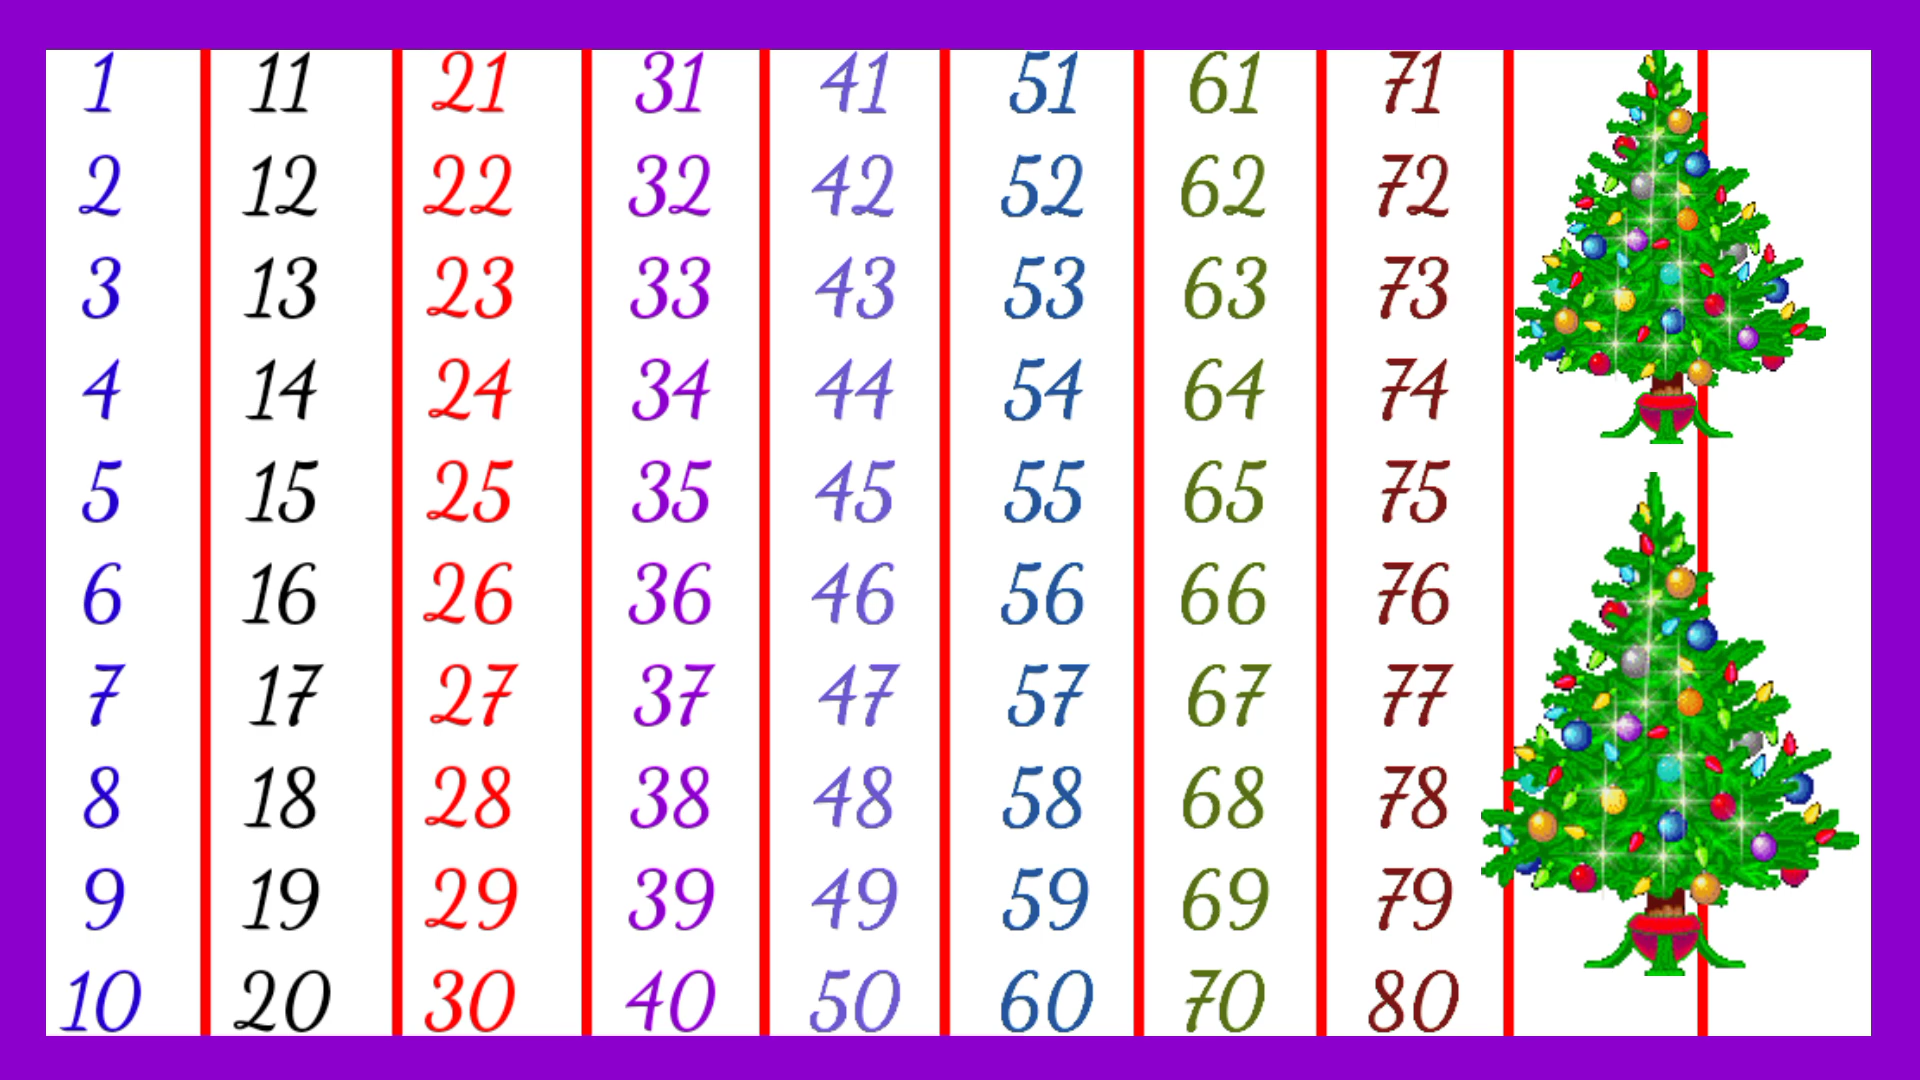 1 11 21 31 41 51 61 71
2 12 22 32 42 52 62 72
3 13 23 33 43 53 63 73
4 14 24 34 44 54 64 74
5 15 25 35 45 55 65 75
6 16 26 36 46 56 66 76
7 17 27 37 47 57 67 77
8 18 28 38 48 58 68 78
9 19 29 39 49 59 69 79
10 20 30 40 50 60 70 80